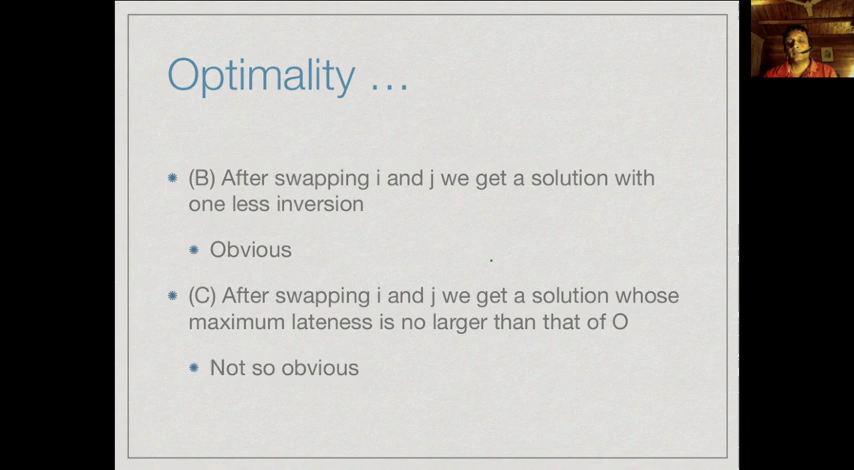 Optimality ...
(B) After swapping i and j we get a solution with
one less inversion
Obvious
(C) After swapping i and j we get a solution whose
maximum lateness is no larger than that of O
Not so obvious